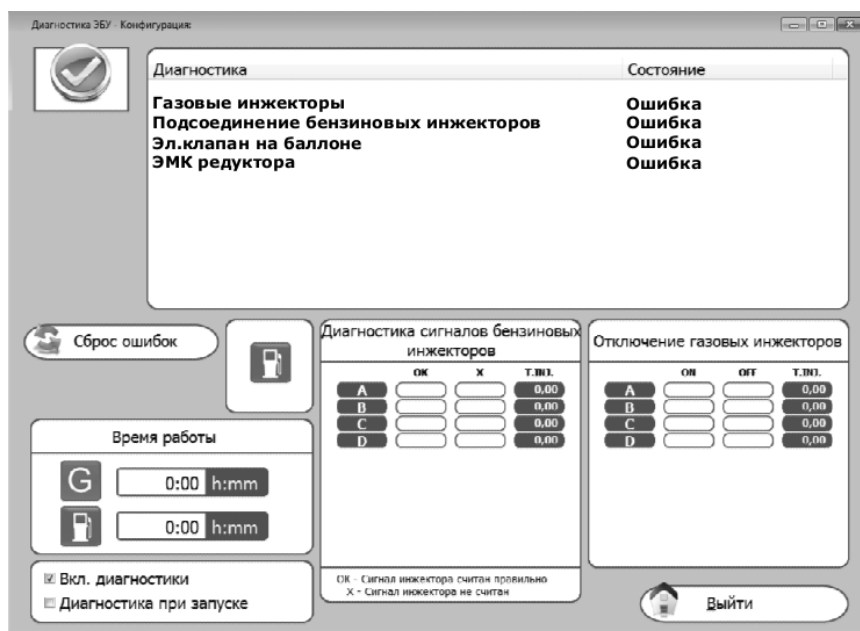 Диагностика ЭБУ - Конфигурация:
Диагностика Состояние
Газовые инжекторы Ошибка
Подсоединение бензиновых инжекторов Ошибка
Эл.клапан на баллоне Ошибка
ЭМК редуктора Ошибка
Сброс ошибок
Диагностика сигналов бензиновых
инжекторов
OK X T.INJ.
A 0,00
B 0,00
C 0,00
D 0,00
Отключение газовых инжекторов
ON OFF T.INJ.
A 0,00
B 0,00
C 0,00
D 0,00
Время работы
G 0:00 h:mm
0:00 h:mm
Вкл. диагностики
Диагностика при запуске
OK - Сигнал инжектора считан правильно
X - Сигнал инжектора не считан
Выйти